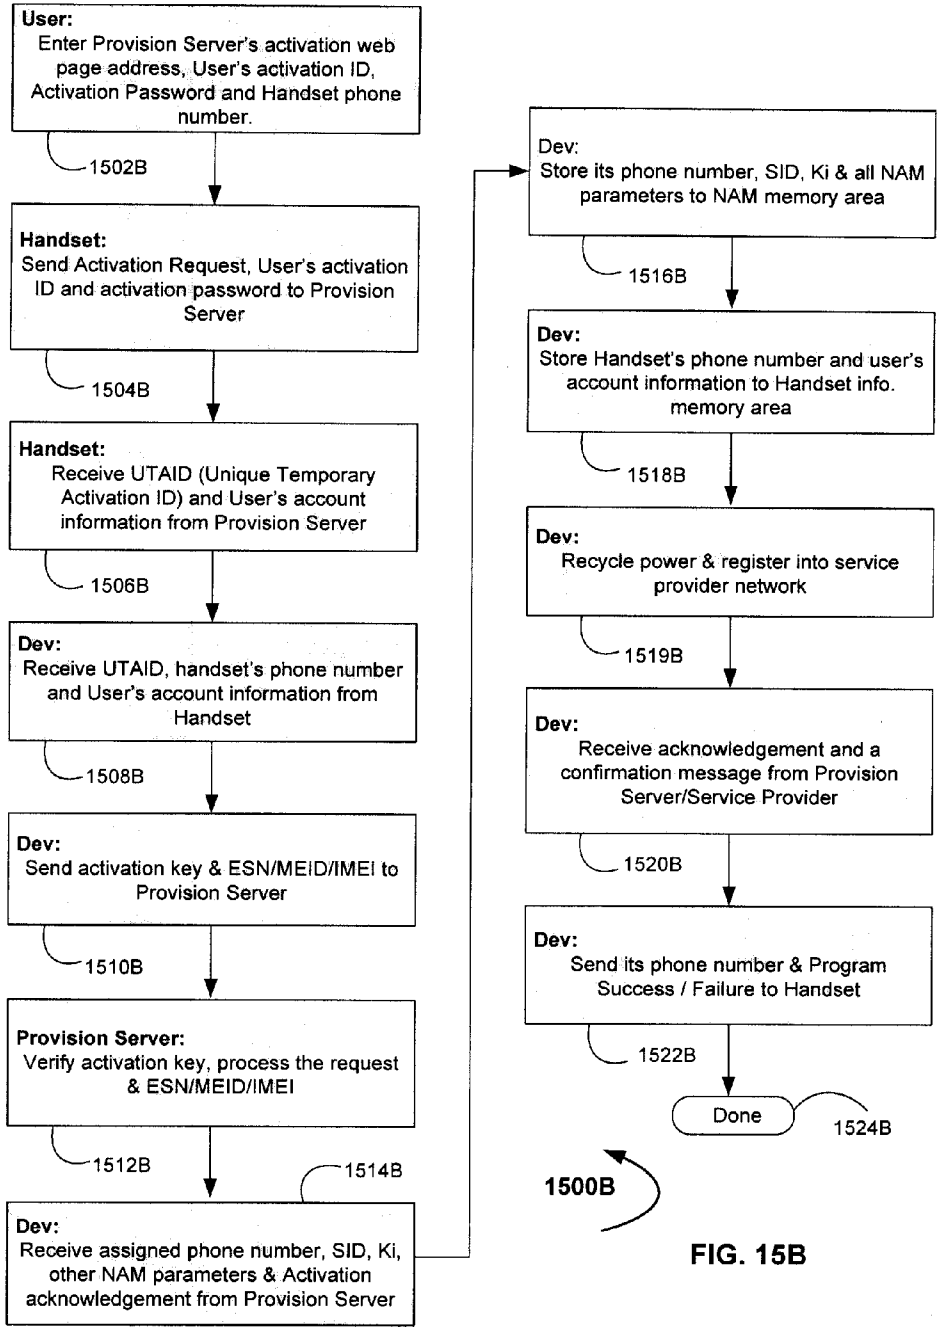 User:
Enter Provision Server's activation web
page address, User's activation ID,
Activation Password and Handset phone
number.
1502B
Handset:
Send Activation Request, User's activation
ID and activation password to Provision
Server
1504B
Handset:
Receive UTAID (Unique Temporary
Activation ID) and User's account
information from Provision Server
1506B
Dev:
Receive UTAID, handset's phone number
and User's account information from
Handset
1508B
Dev:
Send activation key & ESN/MEID/IMEI to
Provision Server
1510B
Provision Server:
Verify activation key, process the request
& ESN/MEID/IMEI
1512B
1514B
Dev:
Receive assigned phone number, SID, Ki,
other NAM parameters & Activation
acknowledgement from Provision Server
Dev:
Store its phone number, SID, Ki & all NAM
parameters to NAM memory area
1516B
Dev:
Store Handset's phone number and user's
account information to Handset info.
memory area
1518B
Dev:
Recycle power & register into service
provider network
1519B
Dev:
Receive acknowledgement and a
confirmation message from Provision
Server/Service Provider
1520B
Dev:
Send its phone number & Program
Success / Failure to Handset
1522B
Done
1524B
1500B
FIG. 15B